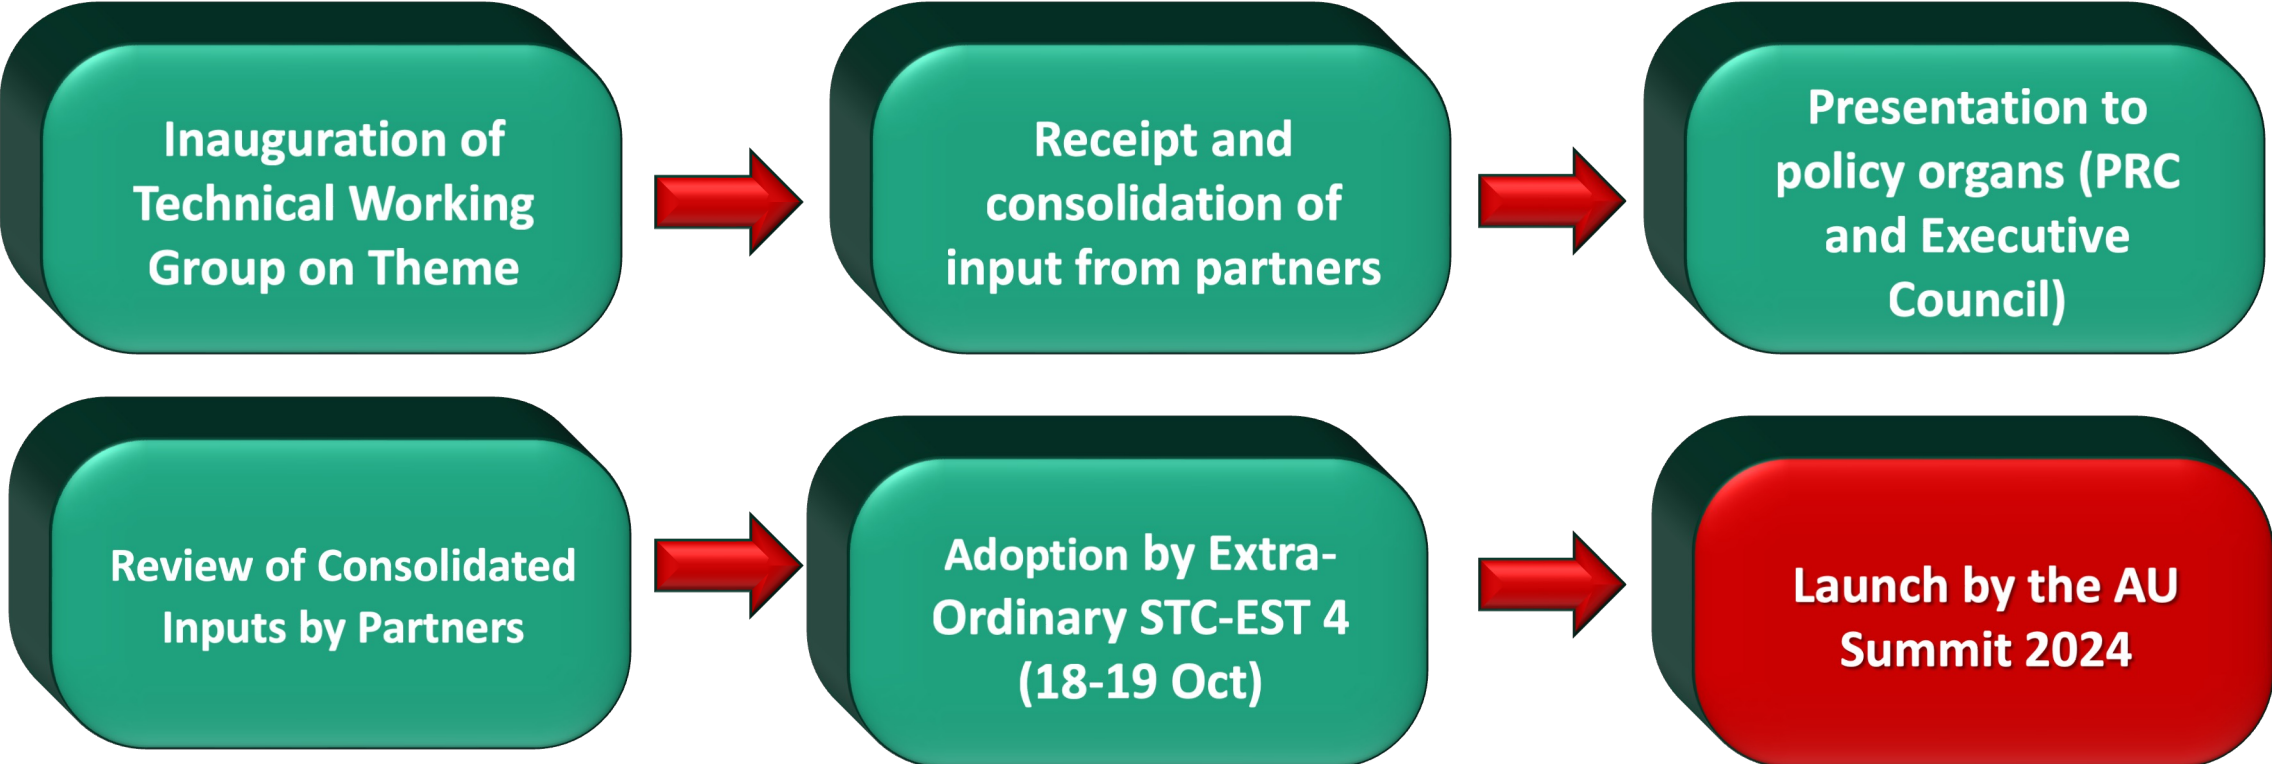 Inauguration of
Technical Working
Group on Theme
Receipt and
consolidation of
input from partners
Presentation to
policy organs (PRC
and Executive
Council)
Review of Consolidated
Inputs by Partners
Adoption by Extra-
Ordinary STC-EST 4
(18-19 Oct)
Launch by the AU
Summit 2024